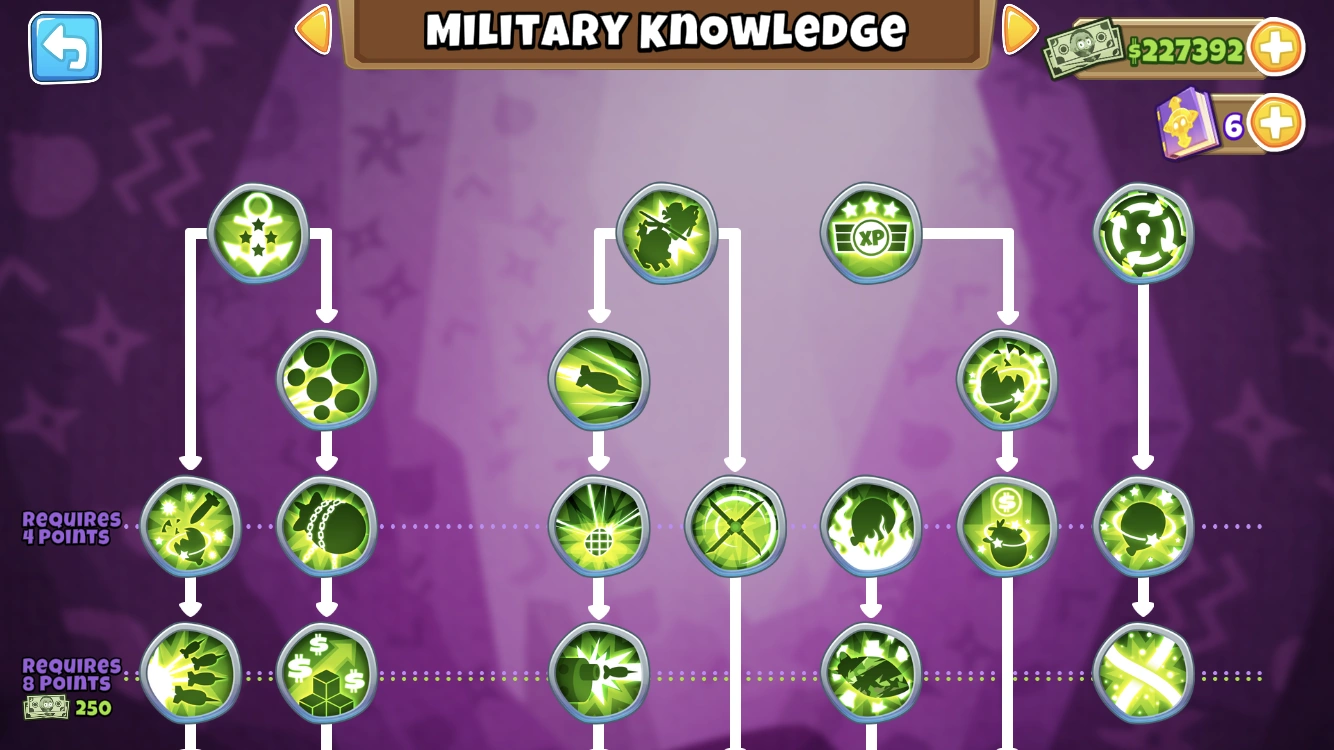 Military Knowledge
$227392
6
XP
Requires
4 Points
Requires
8 Points
250
$
$
$
$